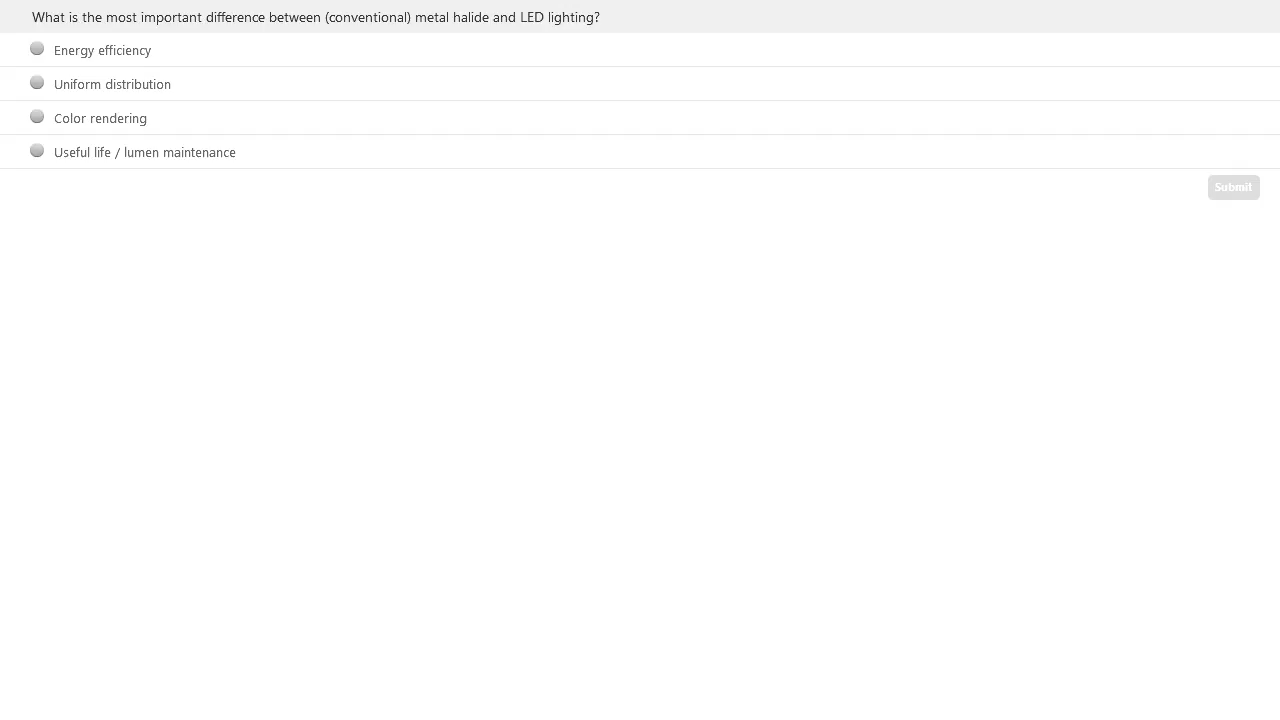 What is the most important difference between (conventional) metal halide and LED lighting?
Energy efficiency
Uniform distribution
Color rendering
Useful life / lumen maintenance
Submit